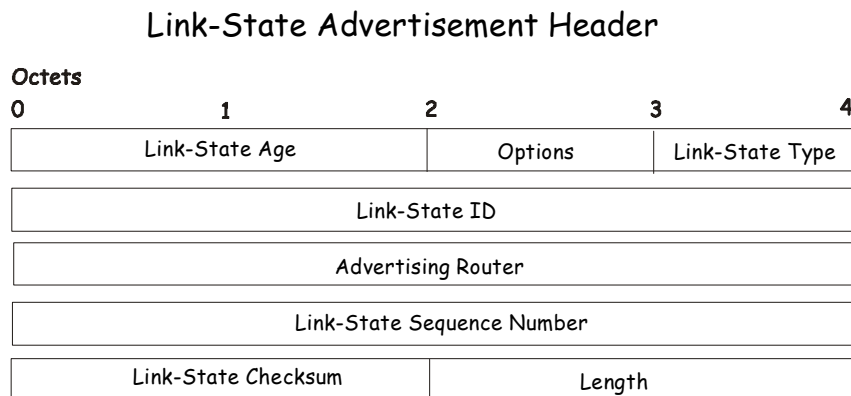 Link-State Advertisement Header
Octets
0 1 2 3 4
Link-State Age Options Link-State Type
Link-State ID
Advertising Router
Link-State Sequence Number
Link-State Checksum Length